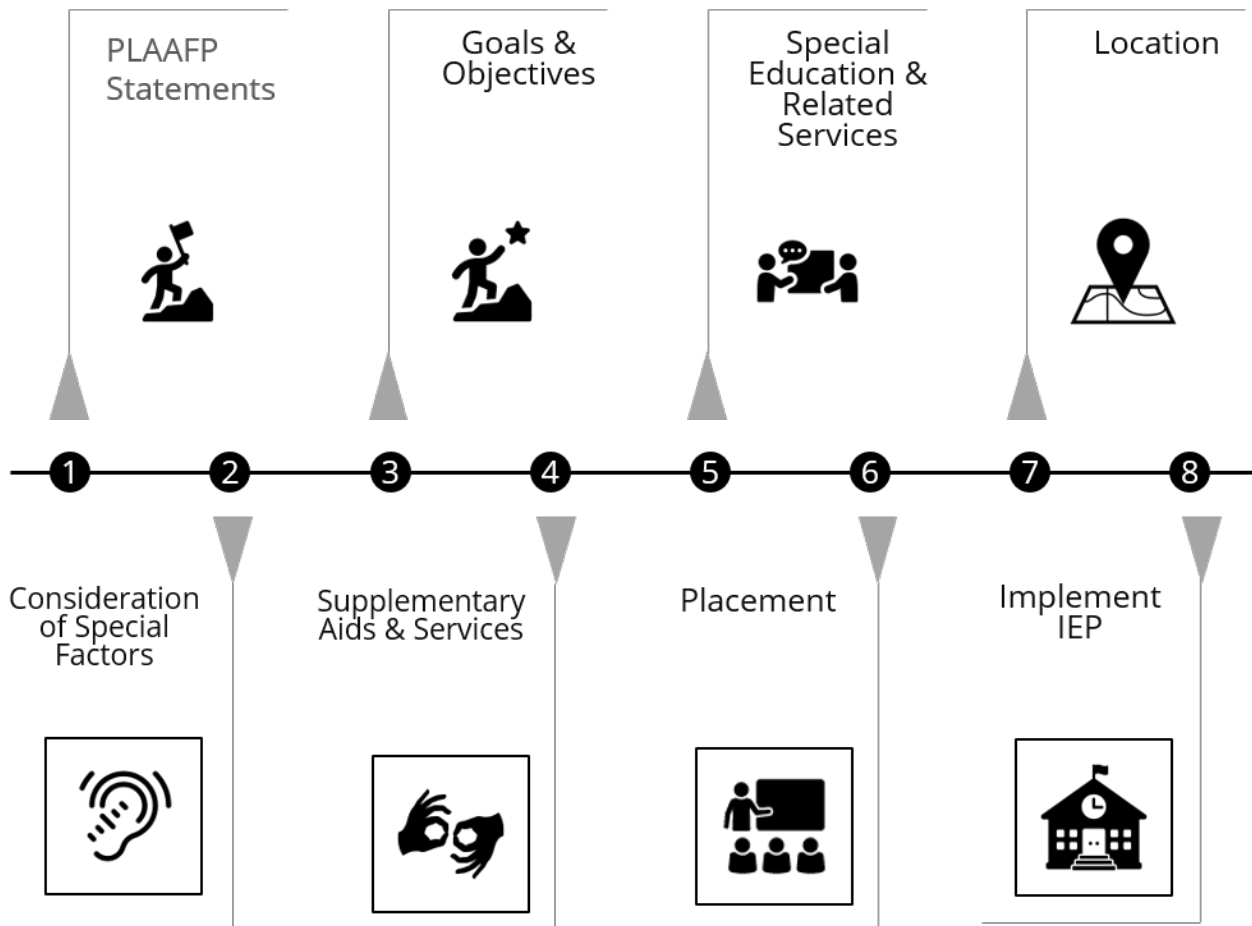 PLAAFP
Statements
Goals &
Objectives
Special
Education &
Related
Services
Location
1 2 3 4 5 6 7 8
Consideration
of Special
Factors
Supplementary
Aids & Services
Placement
Implement
IEP